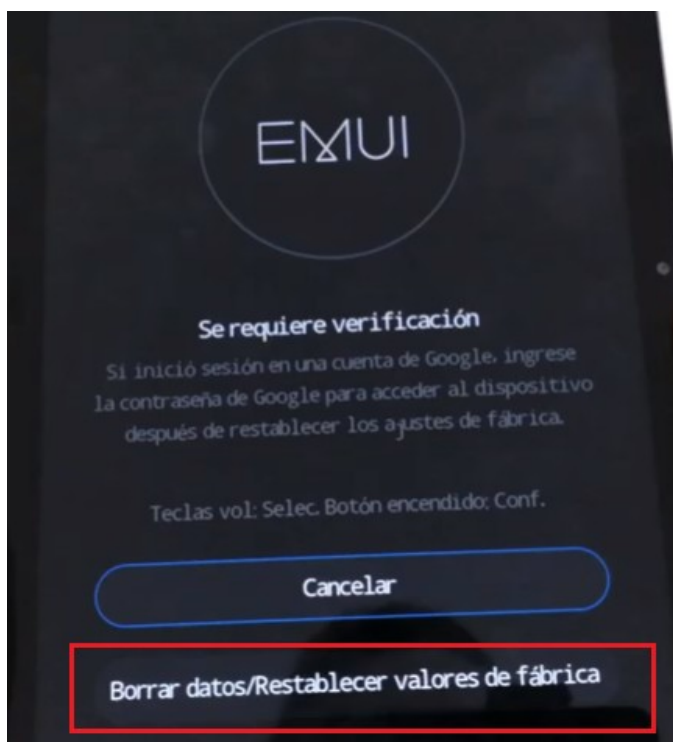 EMUI
Se requiere verificación
Si inició sesión en una cuenta de Google, ingrese
la contraseña de Google para acceder al dispositivo
después de restablecer los ajustes de fábrica.
Teclas vol: Selec. Botón encendido: Conf.
Cancelar
Borrar datos/Restablecer valores de fábrica